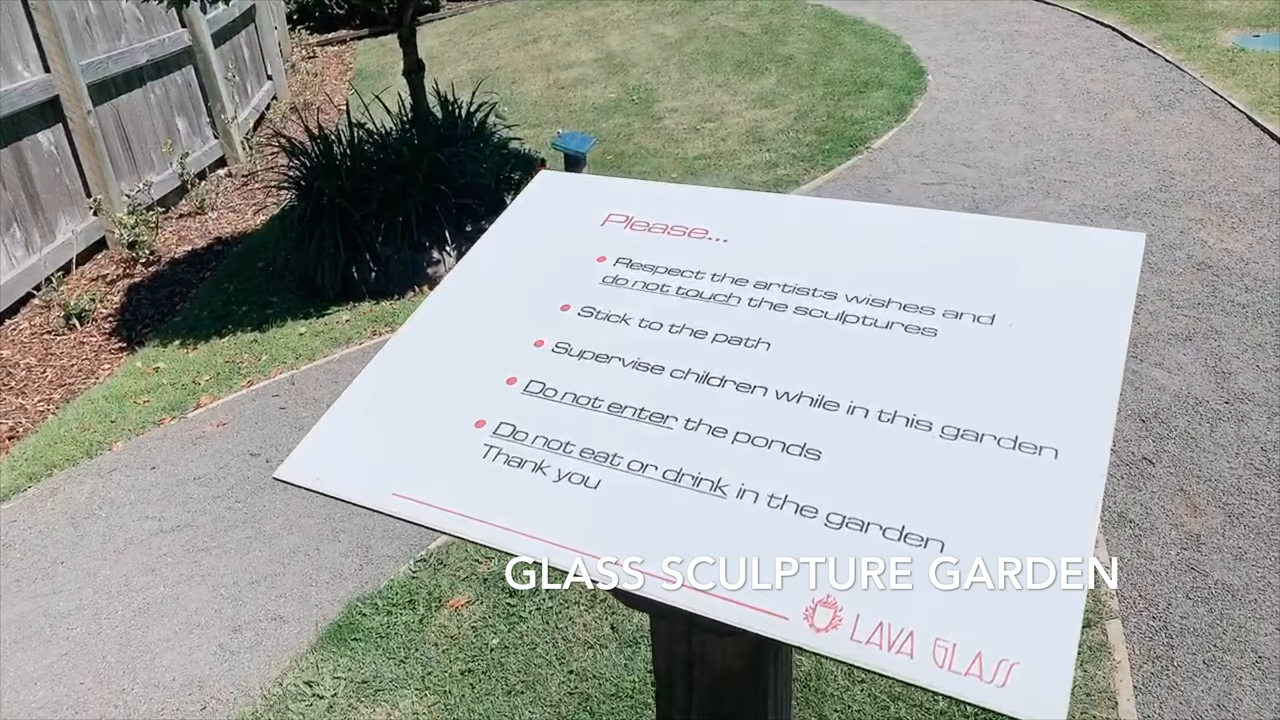 Please...
• Respect the artists wishes and
do not touch the sculptures
• Stick to the path
• Supervise children while in this garden
• Do not enter the ponds
• Do not eat or drink in the garden
Thank you
GLASS SCULPTURE GARDEN
LAVA GLASS